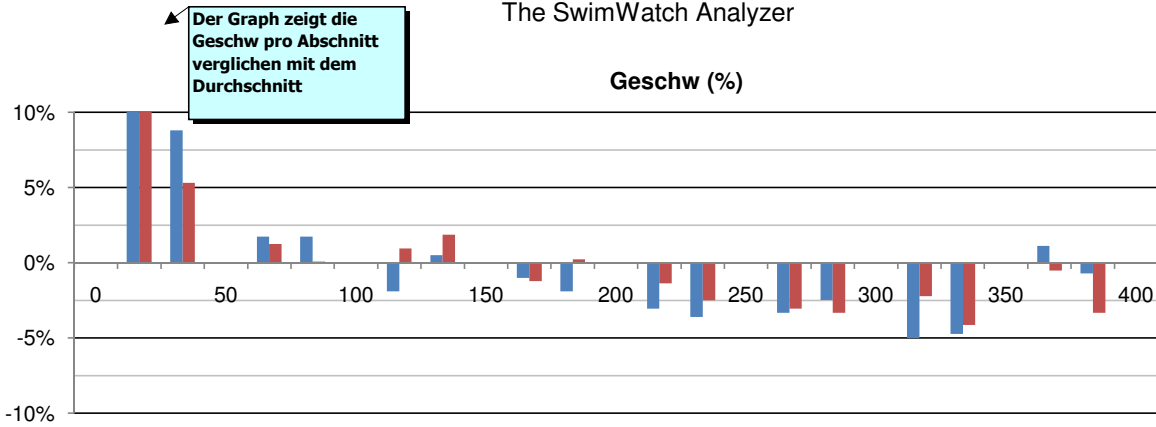 The SwimWatch Analyzer
Der Graph zeigt die
Geschw pro Abschnitt
verglichen mit dem
Durchschnitt
Geschw (%)
10%
5%
0%
0 50 100 150 200 250 300 350 400
-5%
-10%